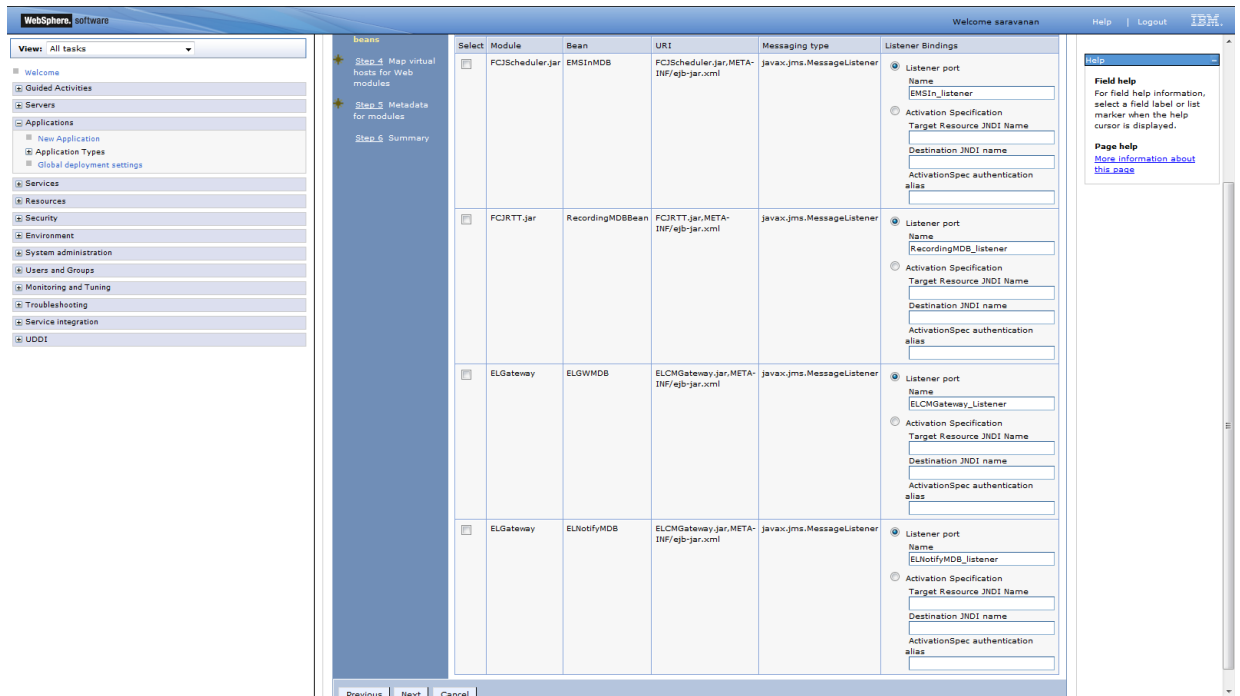 WebSphere. software
Welcome saravanan
Help | Logout
IBM.
View: All tasks
Welcome
Guided Activities
Servers
Applications
New Application
Application Types
Global deployment settings
Services
Resources
Security
Environment
System administration
Users and Groups
Monitoring and Tuning
Troubleshooting
Service integration
UDDI
beans
Step 4 Map virtual
hosts for Web
modules
Step 5 Metadata
for modules
Step 6 Summary
Select Module Bean URI Messaging type Listener Bindings
FCJScheduler.jar EMSInMDB FCJScheduler.jar,META- javax.jms.MessageListener
INF/ejb-jar.xml
Listener port
Name
EMSIn_listener
Activation Specification
Target Resource JNDI Name
Destination JNDI name
ActivationSpec authentication
alias
FCJRTT.jar RecordingMDBBean FCJRTT.jar,META- javax.jms.MessageListener
INF/ejb-jar.xml
Listener port
Name
RecordingMDB_listener
Activation Specification
Target Resource JNDI Name
Destination JNDI name
ActivationSpec authentication
alias
ELGateway ELGWMDB ELCMGateway.jar,META- javax.jms.MessageListener
INF/ejb-jar.xml
Listener port
Name
ELCMGateway_Listener
Activation Specification
Target Resource JNDI Name
Destination JNDI name
ActivationSpec authentication
alias
ELGateway ELNotifyMDB ELCMGateway.jar,META- javax.jms.MessageListener
INF/ejb-jar.xml
Listener port
Name
ELNotifyMDB_listener
Activation Specification
Target Resource JNDI Name
Destination JNDI name
ActivationSpec authentication
alias
Previous Next Cancel
Help
Field help
For field help information,
select a field label or list
marker when the help
cursor is displayed.
Page help
More information about
this page